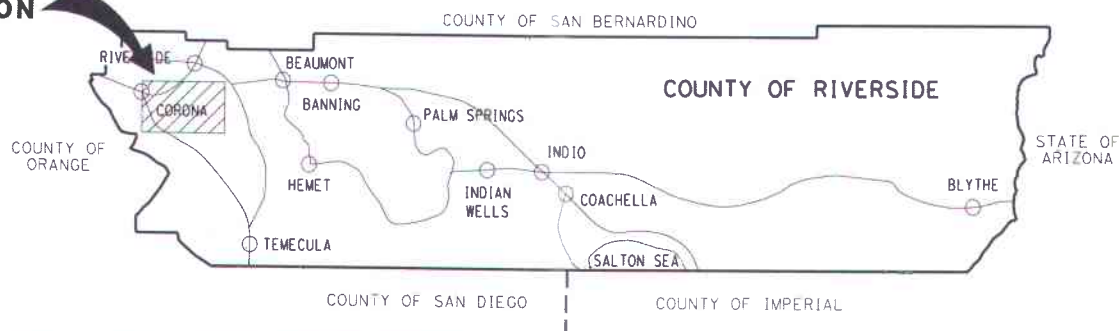 ON
COUNTY OF SAN BERNARDINO
RIVERSIDE
BEAUMONT
COUNTY OF RIVERSIDE
BANNING
CORONA
PALM SPRINGS
COUNTY OF
ORANGE
STATE OF
ARIZONA
INDIO
HEMET
INDIAN
WELLS
COACHELLA
BLYTHE
TEMECULA
SALTON SEA
COUNTY OF SAN DIEGO
COUNTY OF IMPERIAL